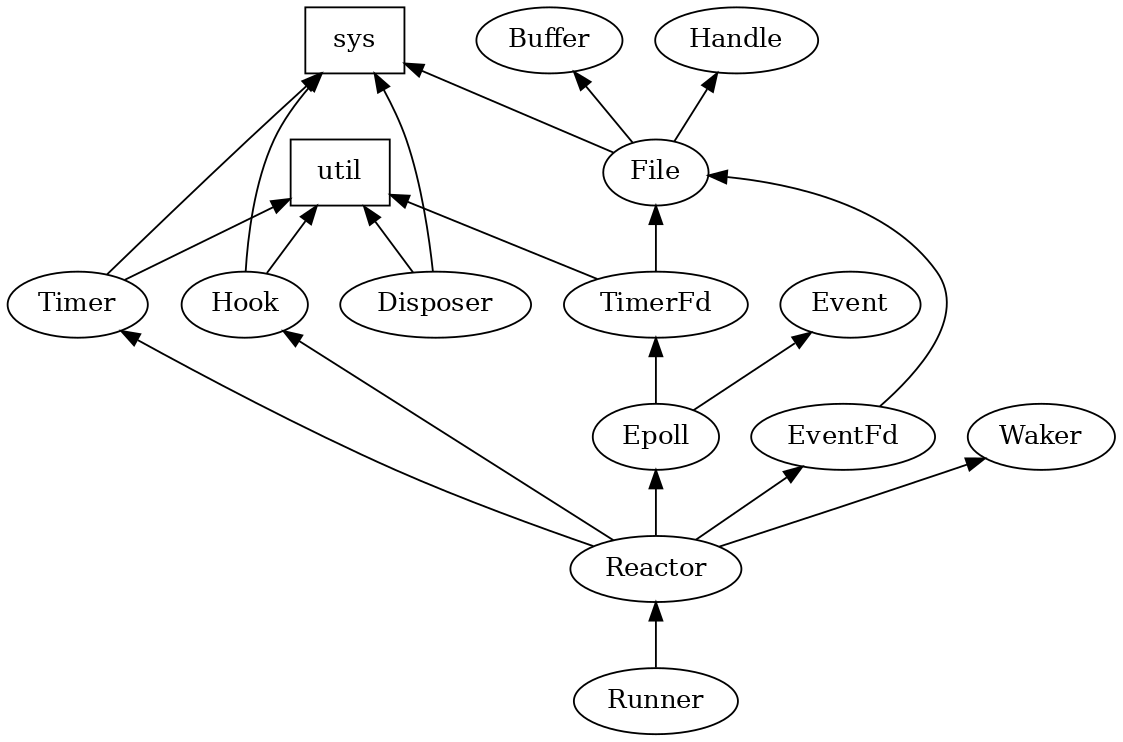 sys
Buffer
Handle
util
File
Timer
Hook
Disposer
TimerFd
Event
Epoll
EventFd
Waker
Reactor
Runner